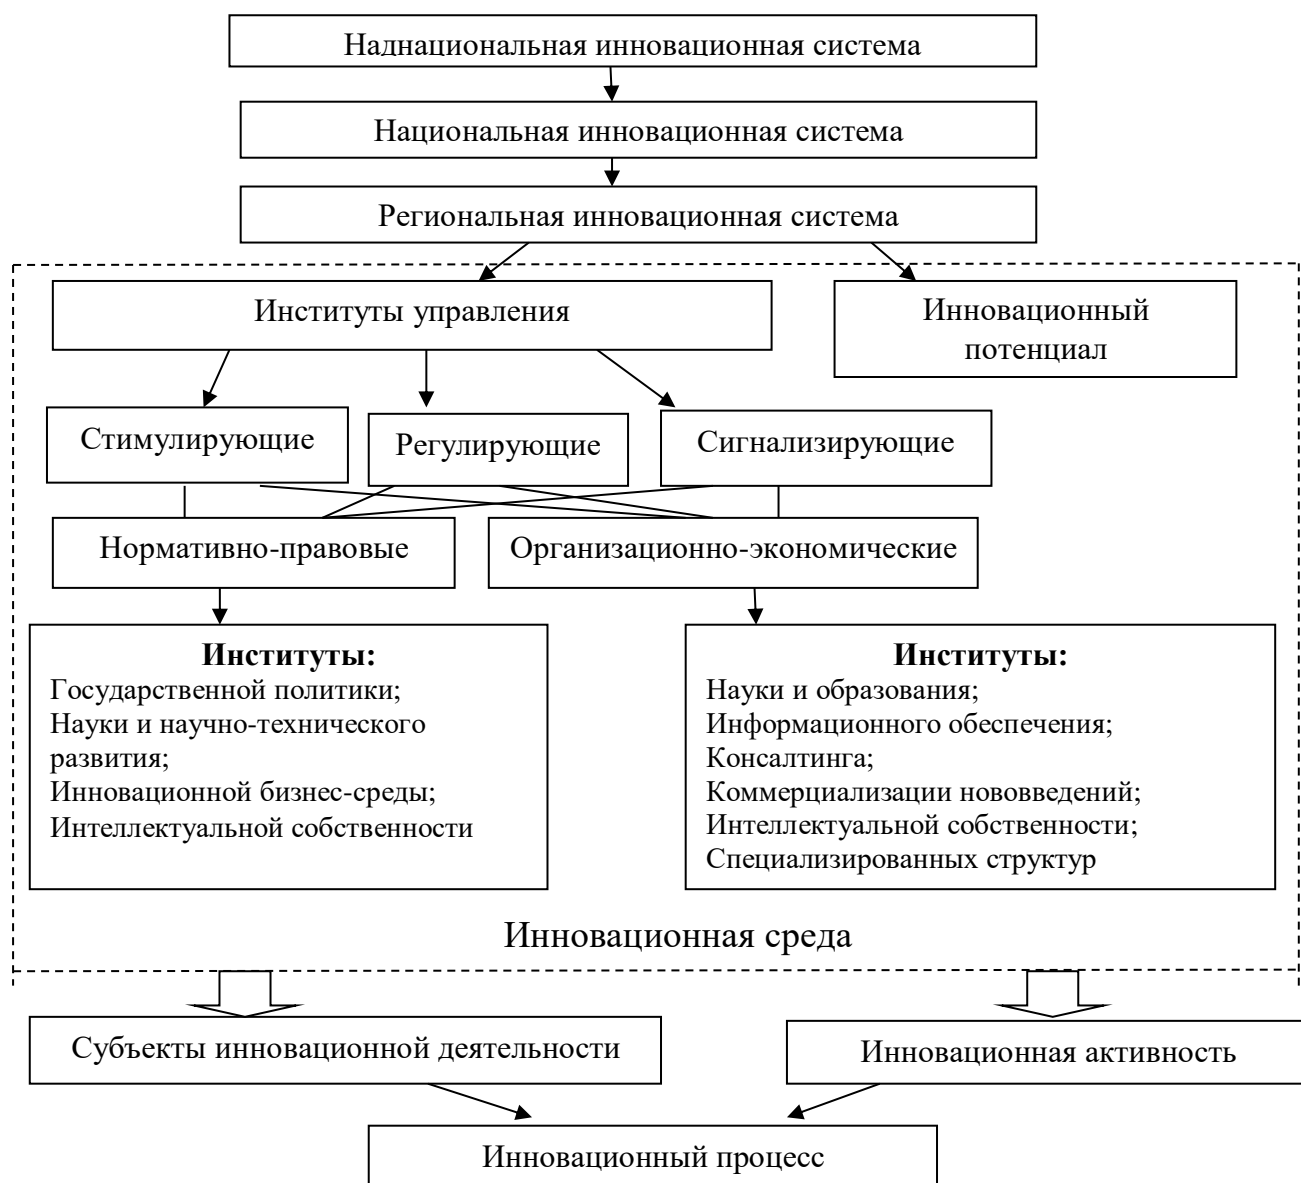 Наднациональная инновационная система
Национальная инновационная система
Региональная инновационная система
Институты управления
Инновационный
потенциал
Стимулирующие
Регулирующие
Сигнализирующие
Нормативно-правовые
Организационно-экономические
Институты:
Государственной политики;
Науки и научно-технического
развития;
Инновационной бизнес-среды;
Интеллектуальной собственности
Институты:
Науки и образования;
Информационного обеспечения;
Консалтинга;
Коммерциализации нововведений;
Интеллектуальной собственности;
Специализированных структур
Инновационная среда
Субъекты инновационной деятельности
Инновационная активность
Инновационный процесс